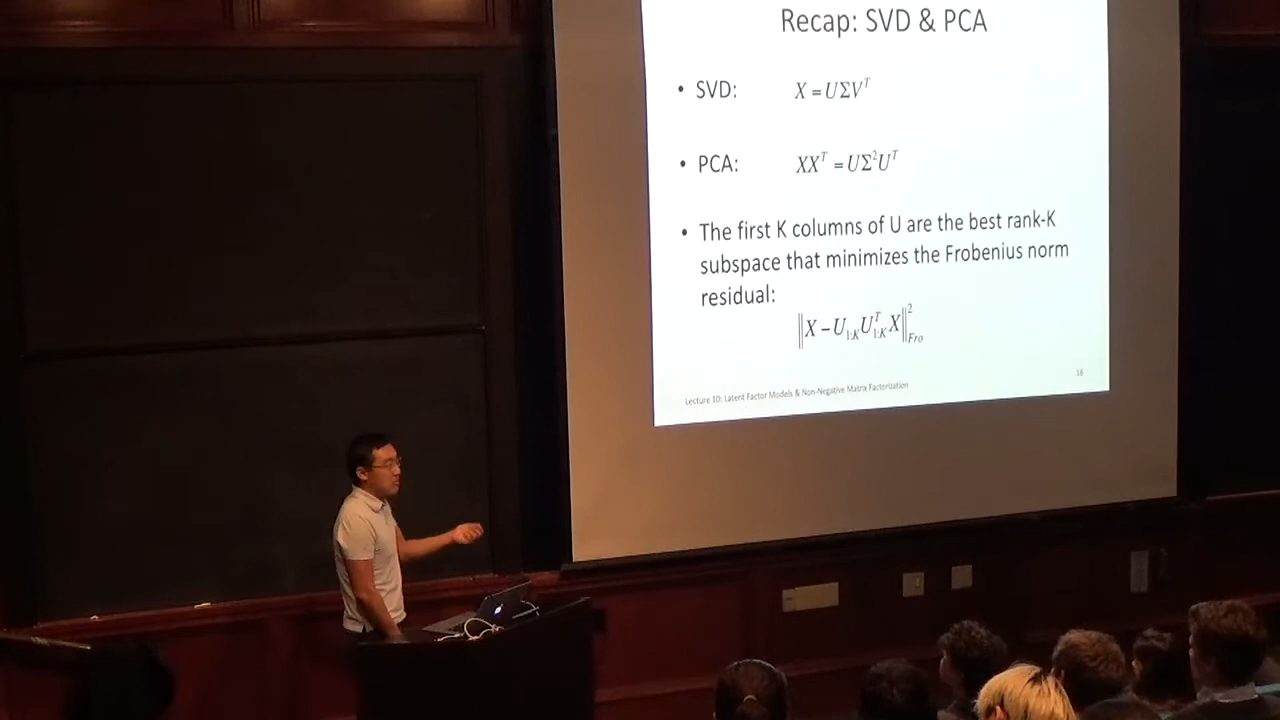 Recap: SVD & PCA
• SVD: X = UΣV^T
• PCA: XX^T = UΣ^2U^T
• The first K columns of U are the best rank-K
subspace that minimizes the Frobenius norm
residual:
‖X − U_{1:K}U_{1:K}^T X‖_{Fro}^2
Lecture 10: Latent Factor Models & Non-Negative Matrix Factorization
16